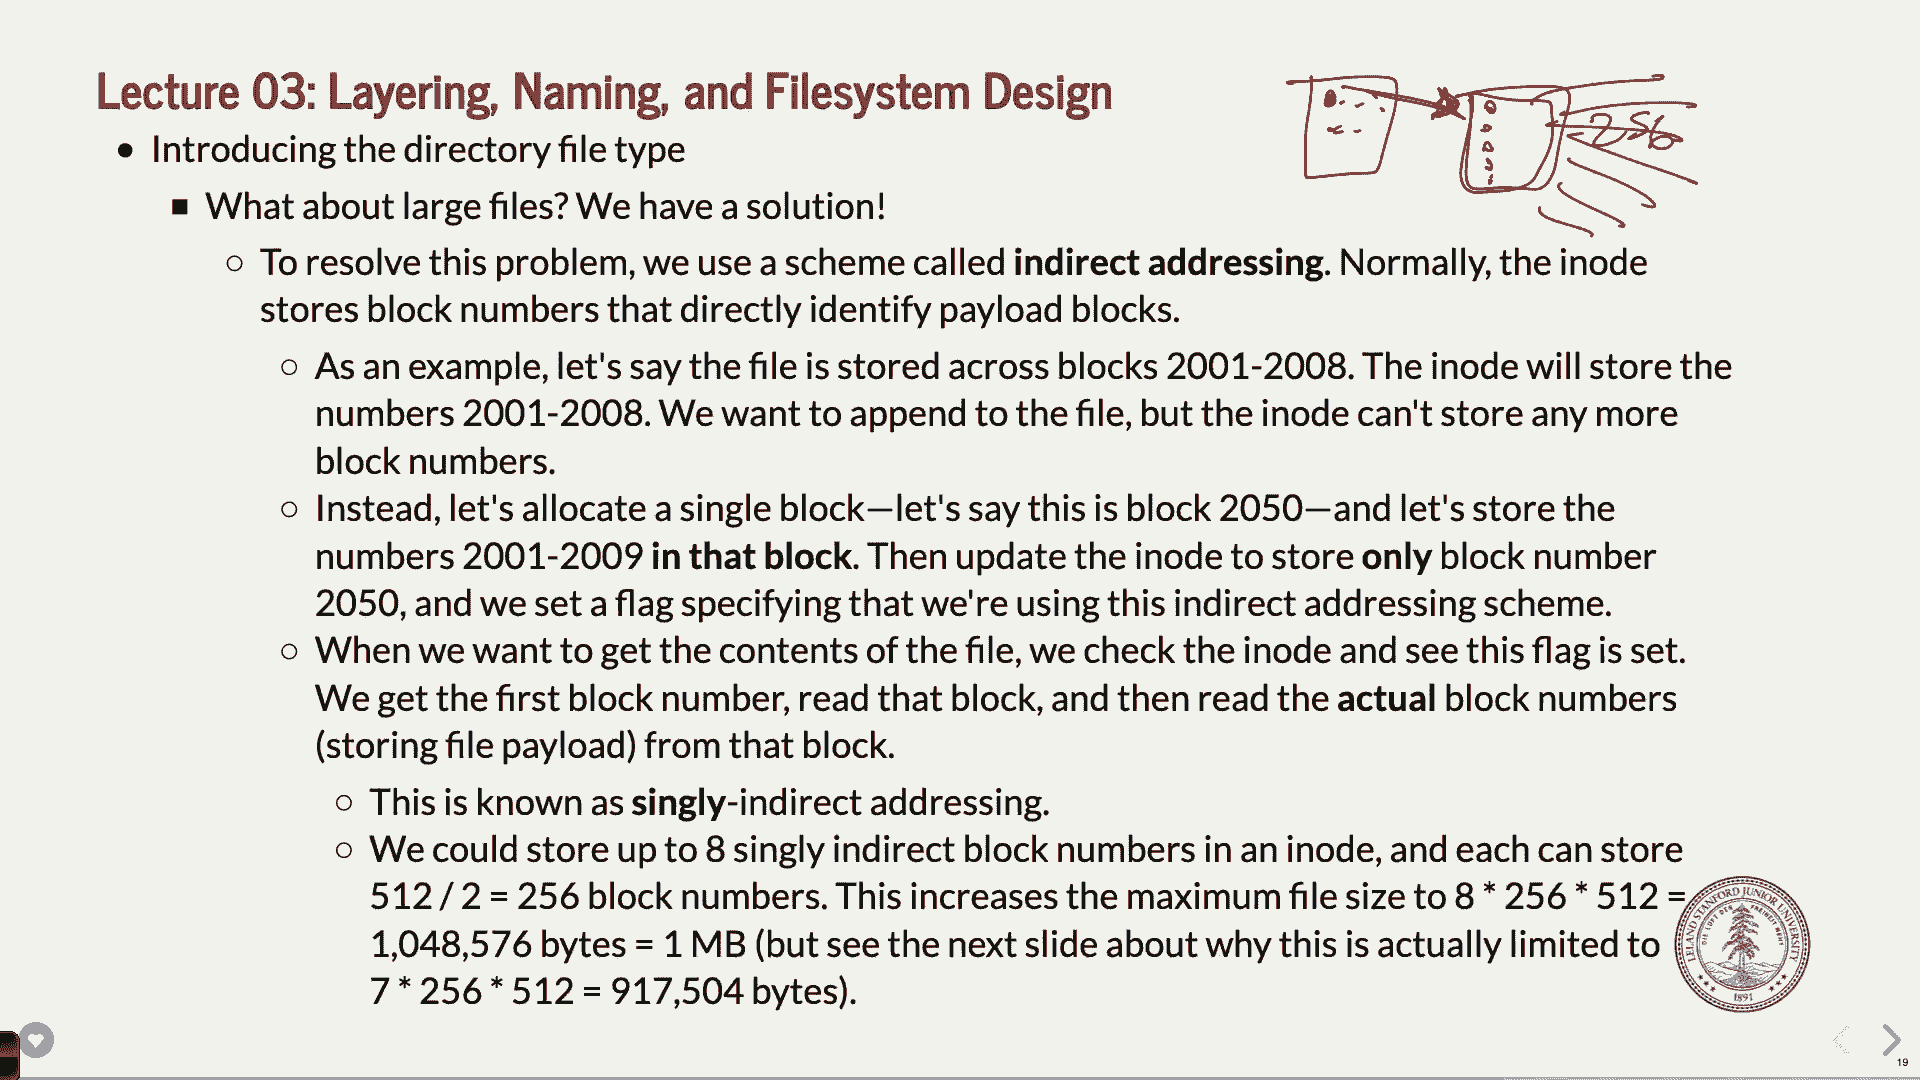 Lecture 03: Layering, Naming, and Filesystem Design
256
● Introducing the directory file type
■ What about large files? We have a solution!
○ To resolve this problem, we use a scheme called indirect addressing. Normally, the inode
stores block numbers that directly identify payload blocks.
○ As an example, let's say the file is stored across blocks 2001-2008. The inode will store the
numbers 2001-2008. We want to append to the file, but the inode can't store any more
block numbers.
○ Instead, let's allocate a single block—let's say this is block 2050—and let's store the
numbers 2001-2009 in that block. Then update the inode to store only block number
2050, and we set a flag specifying that we're using this indirect addressing scheme.
○ When we want to get the contents of the file, we check the inode and see this flag is set.
We get the first block number, read that block, and then read the actual block numbers
(storing file payload) from that block.
○ This is known as singly-indirect addressing.
○ We could store up to 8 singly indirect block numbers in an inode, and each can store
512 / 2 = 256 block numbers. This increases the maximum file size to 8 * 256 * 512 =
1,048,576 bytes = 1 MB (but see the next slide about why this is actually limited to
7 * 256 * 512 = 917,504 bytes).
LELAND STANFORD JUNIOR UNIVERSITY
1891
19